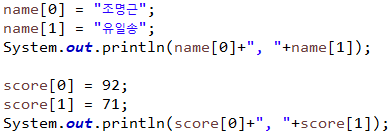 name[0] = "조명근";
name[1] = "유일송";
System.out.println(name[0]+", "+name[1]);
score[0] = 92;
score[1] = 71;
System.out.println(score[0]+", "+score[1]);